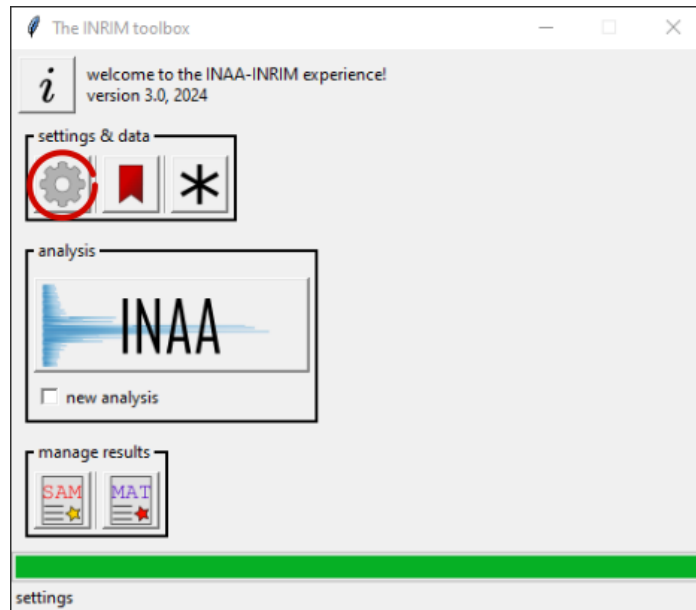 The INRIM toolbox
i
welcome to the INAA-INRIM experience!
version 3.0, 2024
settings & data
analysis
INAA
new analysis
manage results
SAM MAT
settings